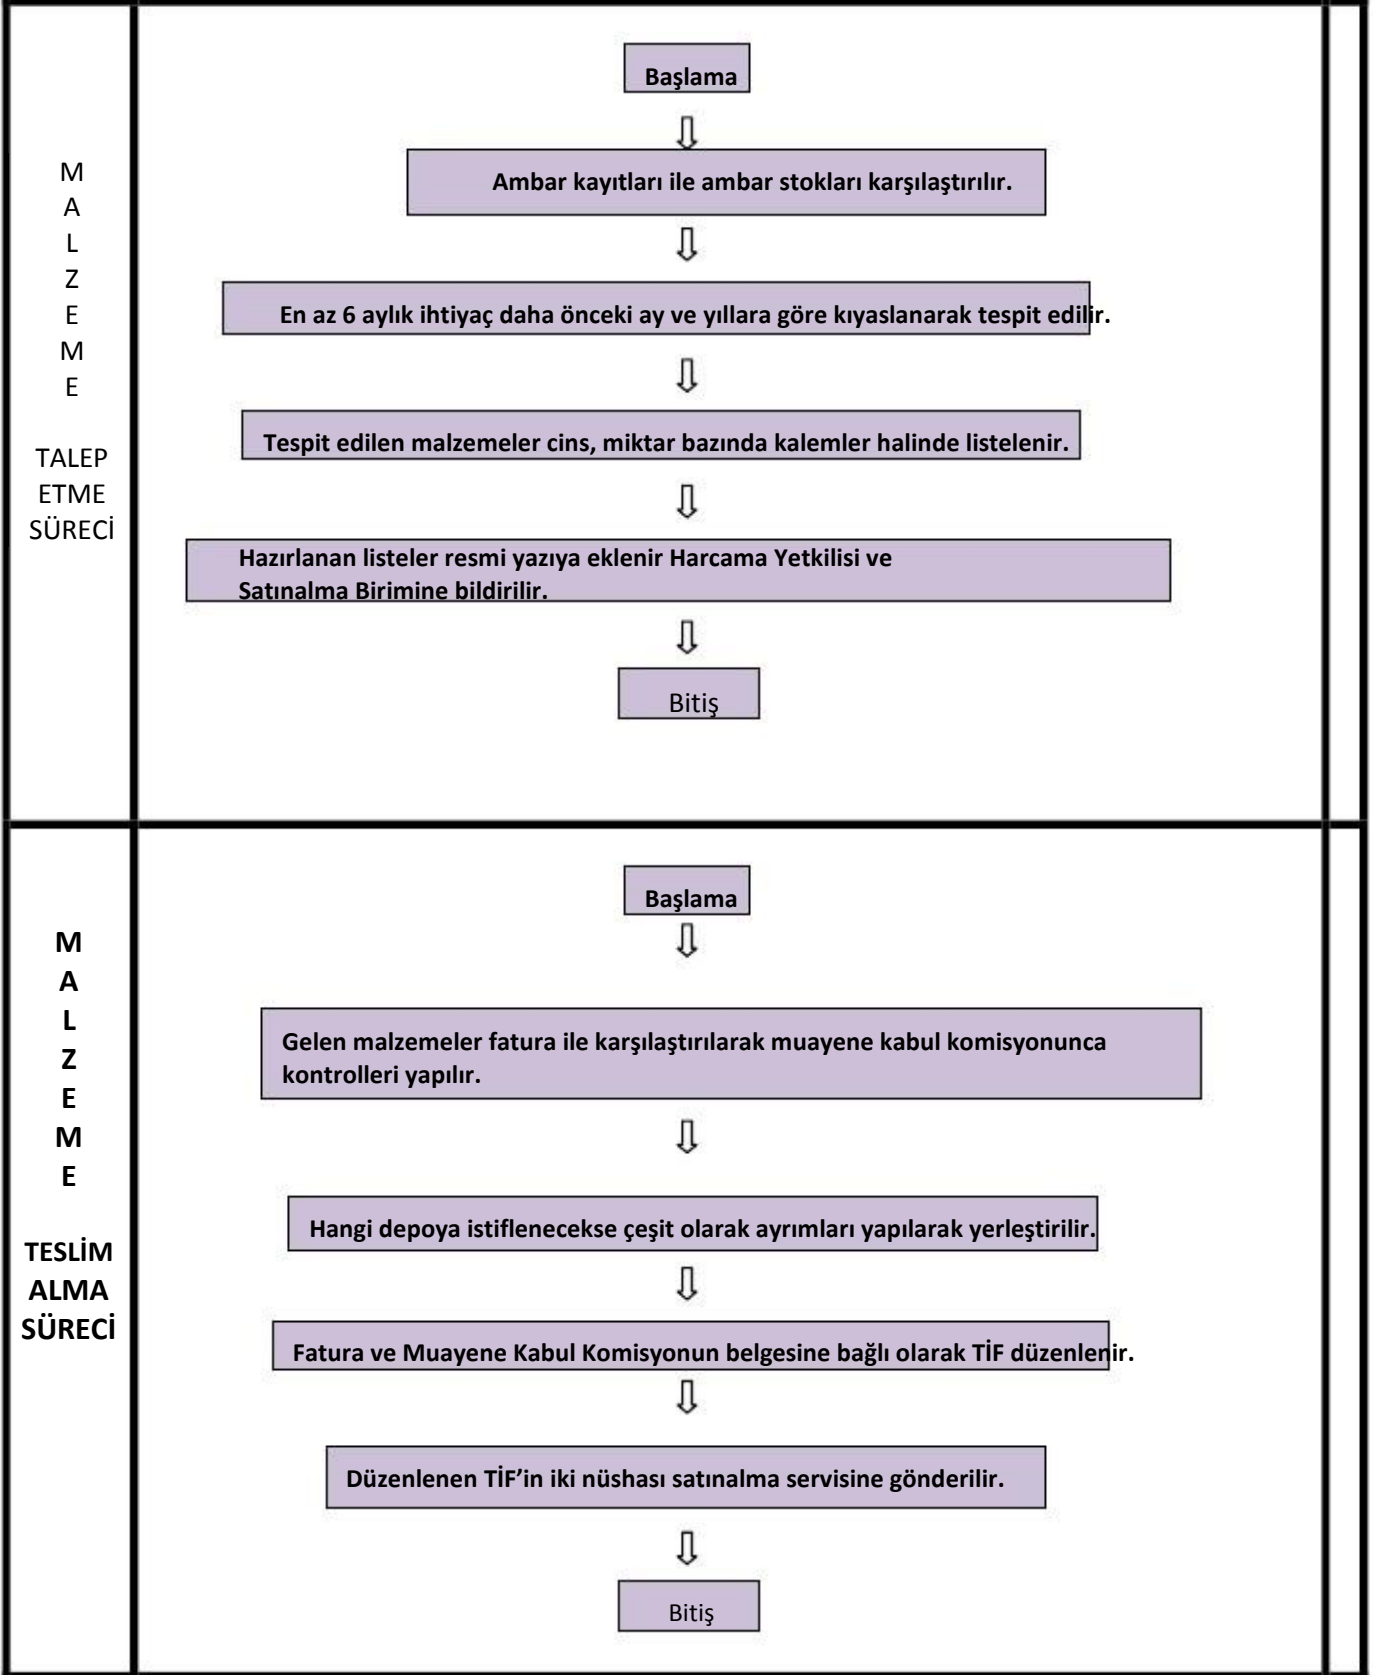 M
A
L
Z
E
M
E
TALEP
ETME
SÜRECİ
Başlama
Ambar kayıtları ile ambar stokları karşılaştırılır.
En az 6 aylık ihtiyaç daha önceki ay ve yıllara göre kıyaslanarak tespit edilir.
Tespit edilen malzemeler cins, miktar bazında kalemler halinde listelenir.
Hazırlanan listeler resmi yazıya eklenir Harcama Yetkilisi ve
Satınalma Birimine bildirilir.
Bitiş
M
A
L
Z
E
M
E
TESLİM
ALMA
SÜRECİ
Başlama
Gelen malzemeler fatura ile karşılaştırılarak muayene kabul komisyonunca
kontrolleri yapılır.
Hangi depoya istiflenecekse çeşit olarak ayrımları yapılarak yerleştirilir.
Fatura ve Muayene Kabul Komisyonun belgesine bağlı olarak TİF düzenlenir.
Düzenlenen TİF’in iki nüshası satınalma servisine gönderilir.
Bitiş